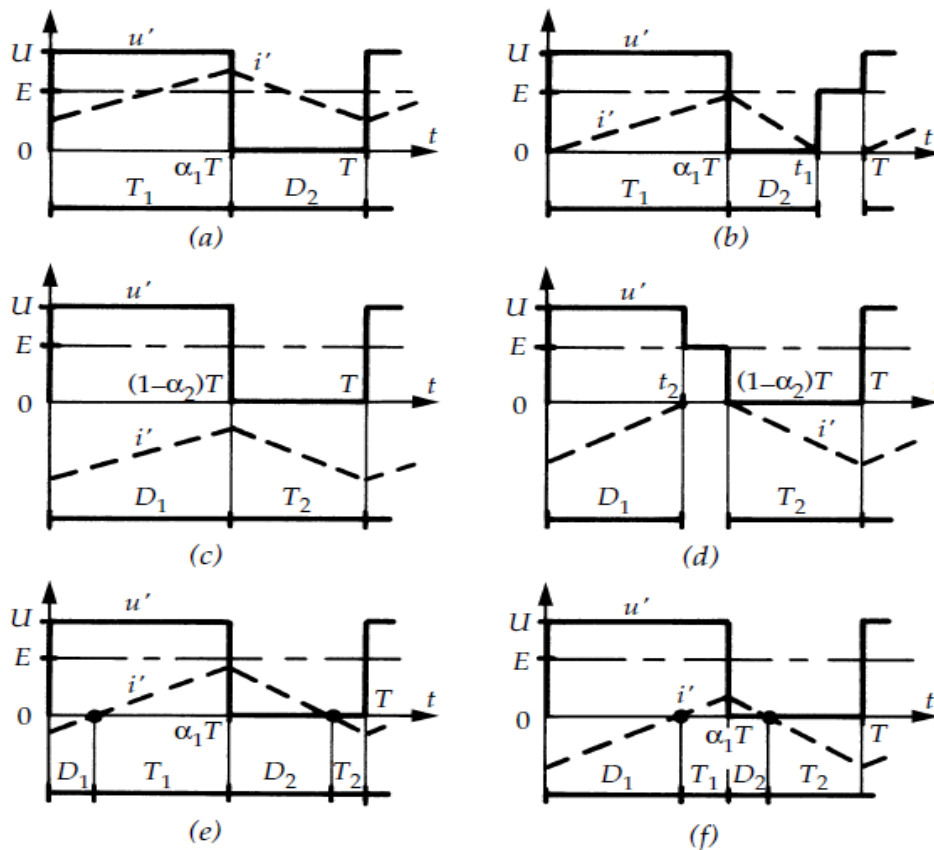 U u' i'
E
0 α₁T T t
T₁ D₂
(a)
U u'
E
i'
0 α₁T t₁ T t
T₁ D₂
(b)
U u'
E
(1–α₂)T T t
0
i'
D₁ T₂
(c)
U u'
E
t₂ (1–α₂)T T
0
i'
D₁ T₂
(d)
U u'
E
i'
0 α₁T T t
D₁ T₁ D₂ T₂
(e)
U u'
E
i' t
0 α₁T T
D₁ T₁ D₂ T₂
(f)